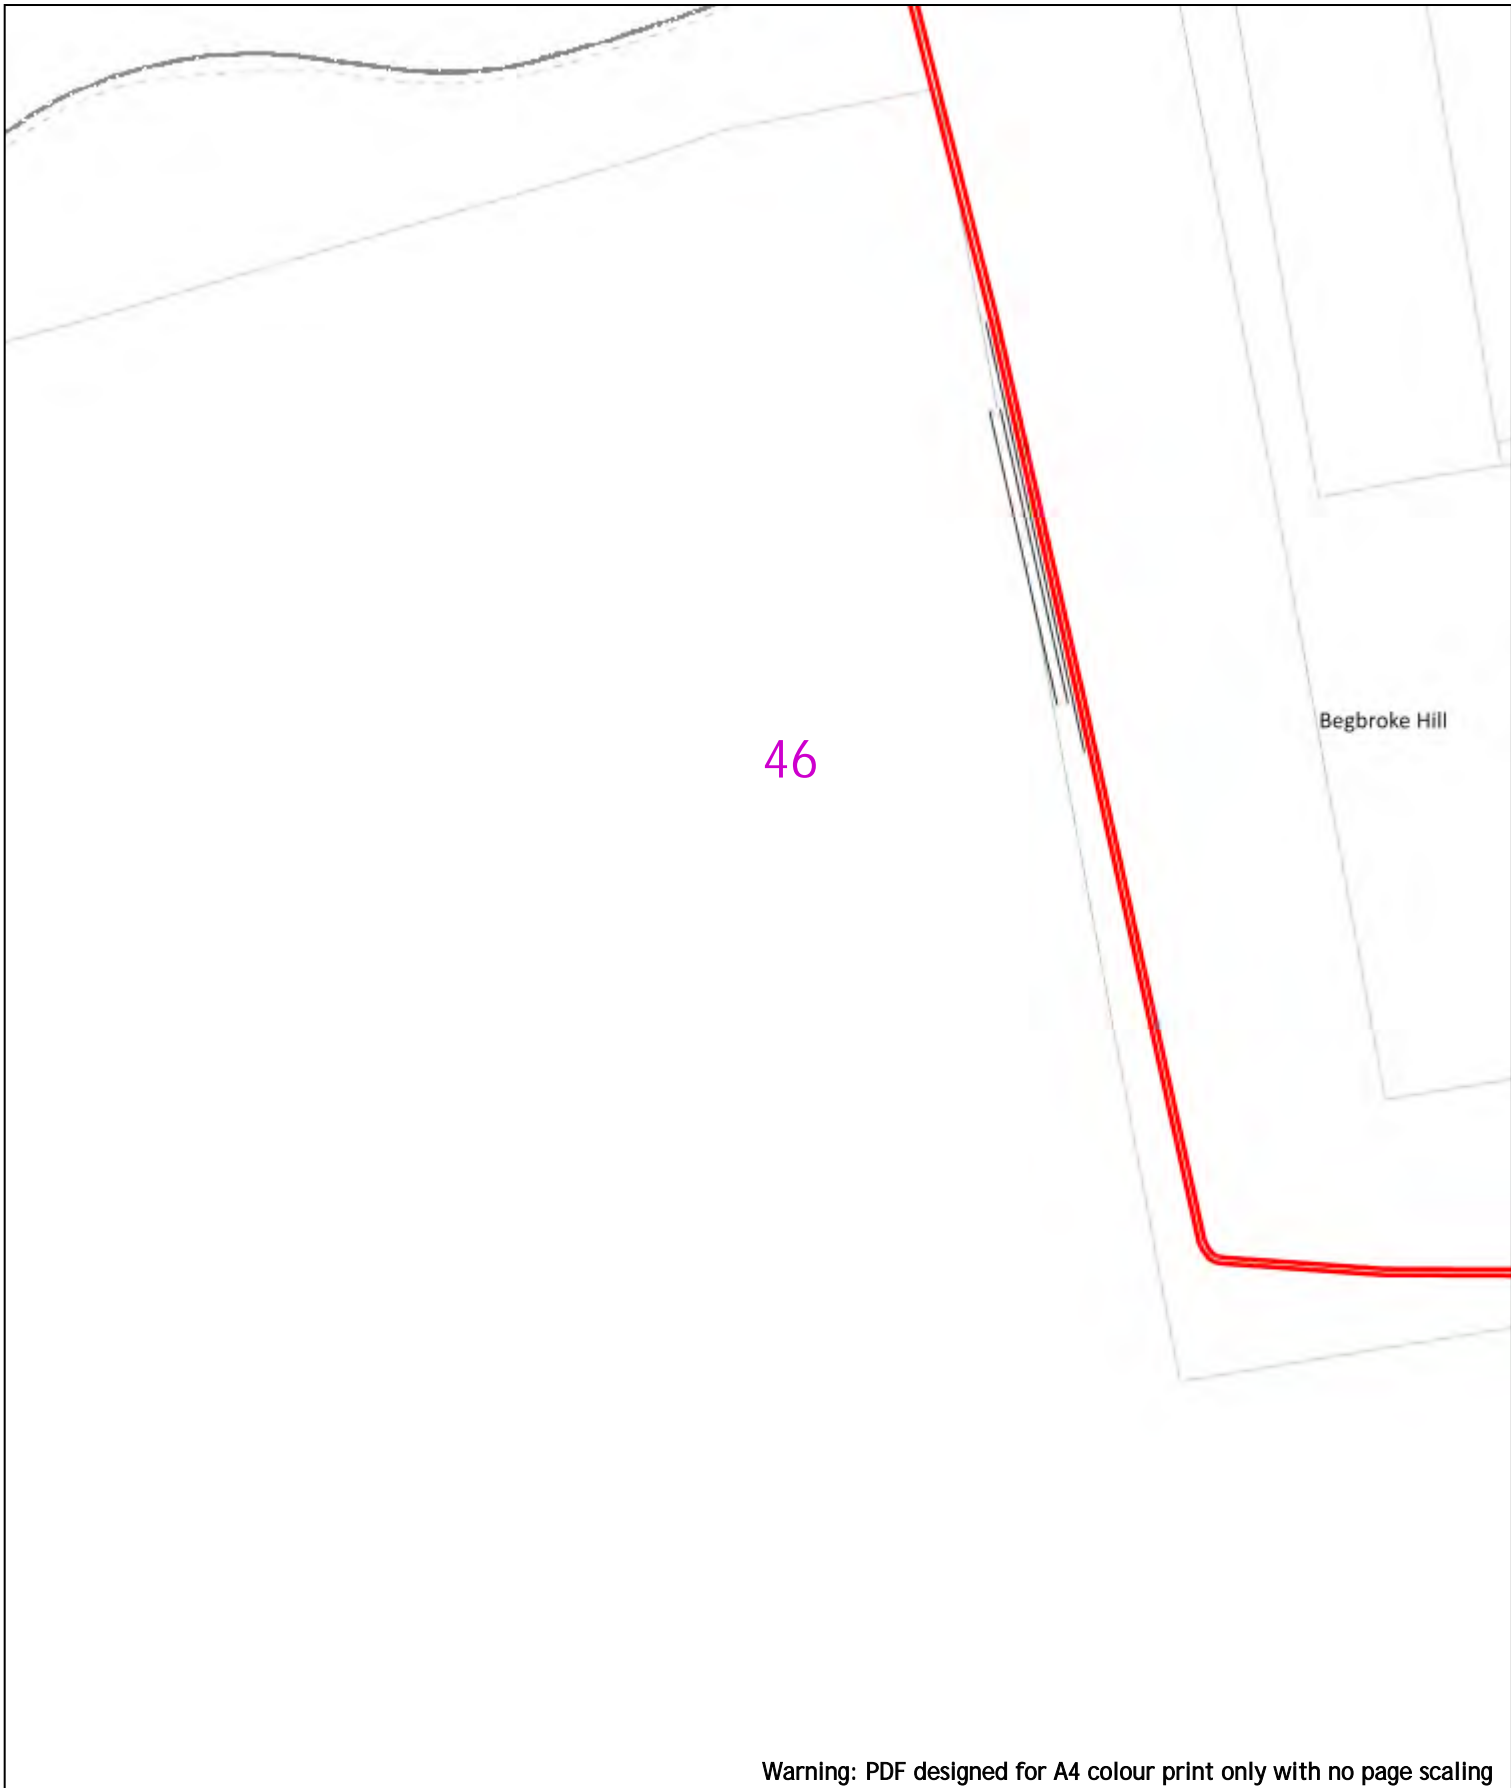 Begbroke Hill
46
Warning: PDF designed for A4 colour print only with no page scaling